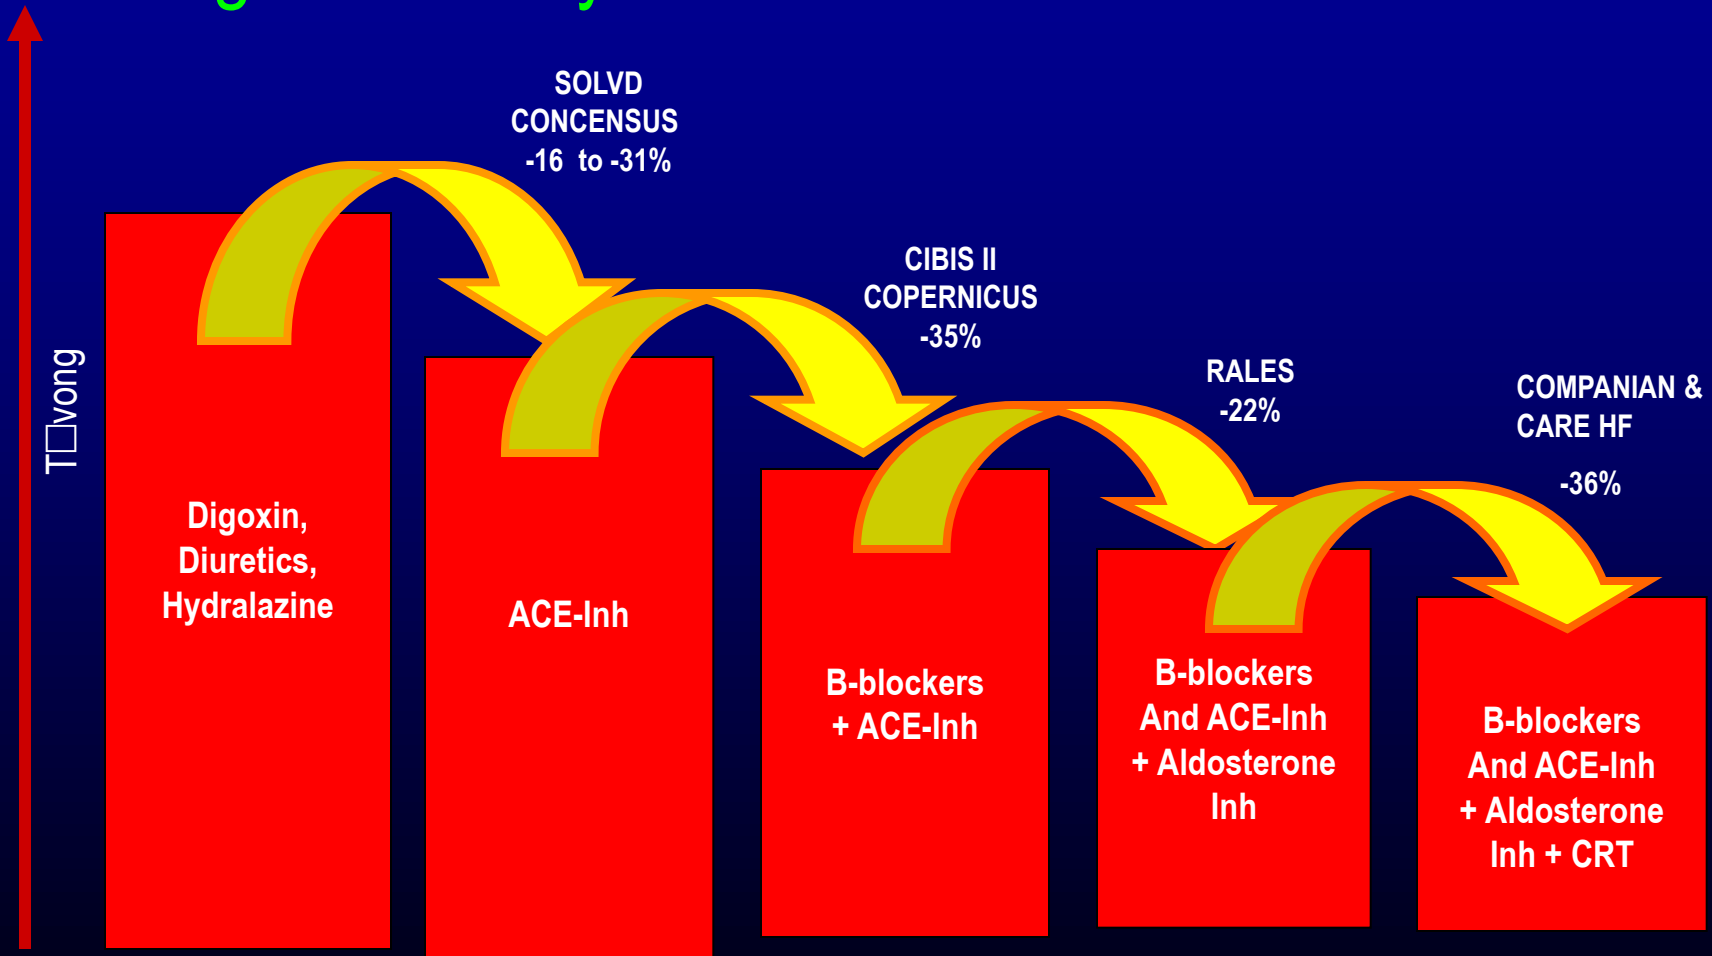 SOLVD
CONCENSUS
-16 to -31%
CIBIS II
COPERNICUS
-35%
RALES
-22%
COMPANIAN &
CARE HF
-36%
T□vong
Digoxin,
Diuretics,
Hydralazine
ACE-Inh
B-blockers
+ ACE-Inh
B-blockers
And ACE-Inh
+ Aldosterone
Inh
B-blockers
And ACE-Inh
+ Aldosterone
Inh + CRT